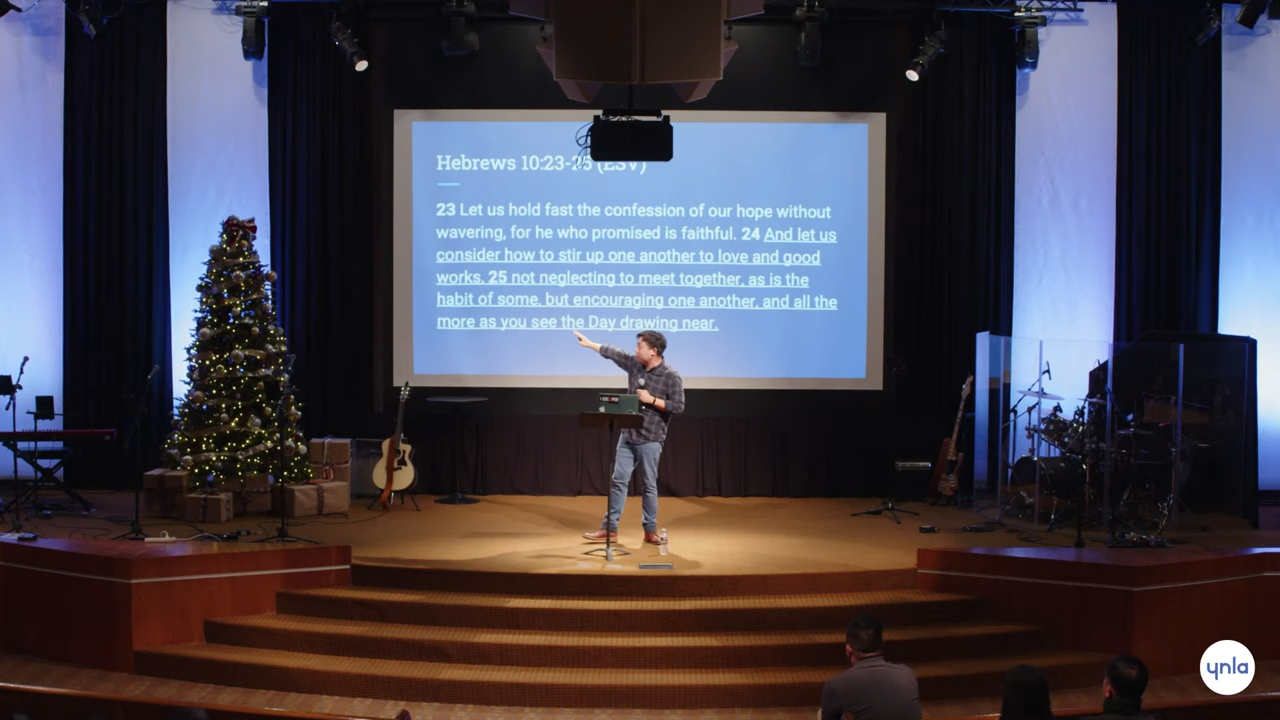 Hebrews 10:23-25 (ESV)
23 Let us hold fast the confession of our hope without
wavering, for he who promised is faithful. 24 And let us
consider how to stir up one another to love and good
works, 25 not neglecting to meet together, as is the
habit of some, but encouraging one another, and all the
more as you see the Day drawing near.
ynla